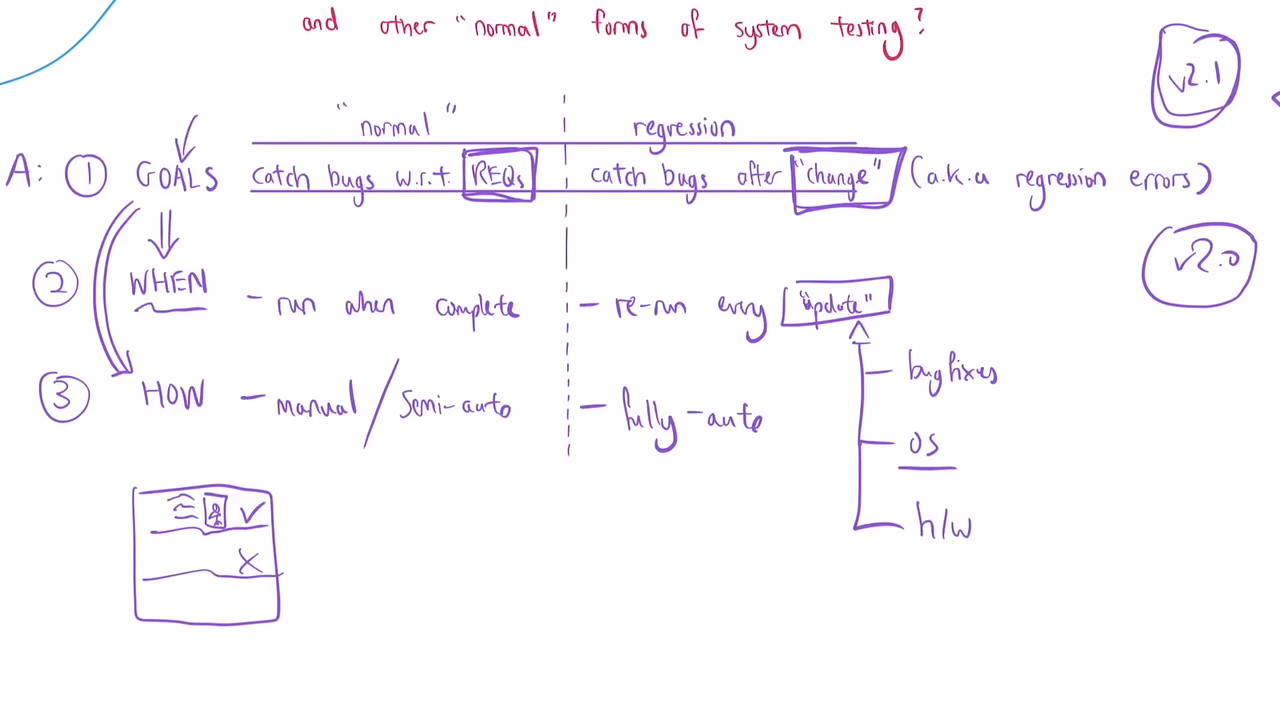 and other "normal" forms of system testing?
v2.1
"normal" regression
A: ① GOALS catch bugs w.r.t. REQs catch bugs after "change" (a.k.a regression errors)
v2.0
② WHEN - run when complete - re-run every "update"
bugfixes
③ HOW - manual / semi-auto - fully-auto
OS
h/w